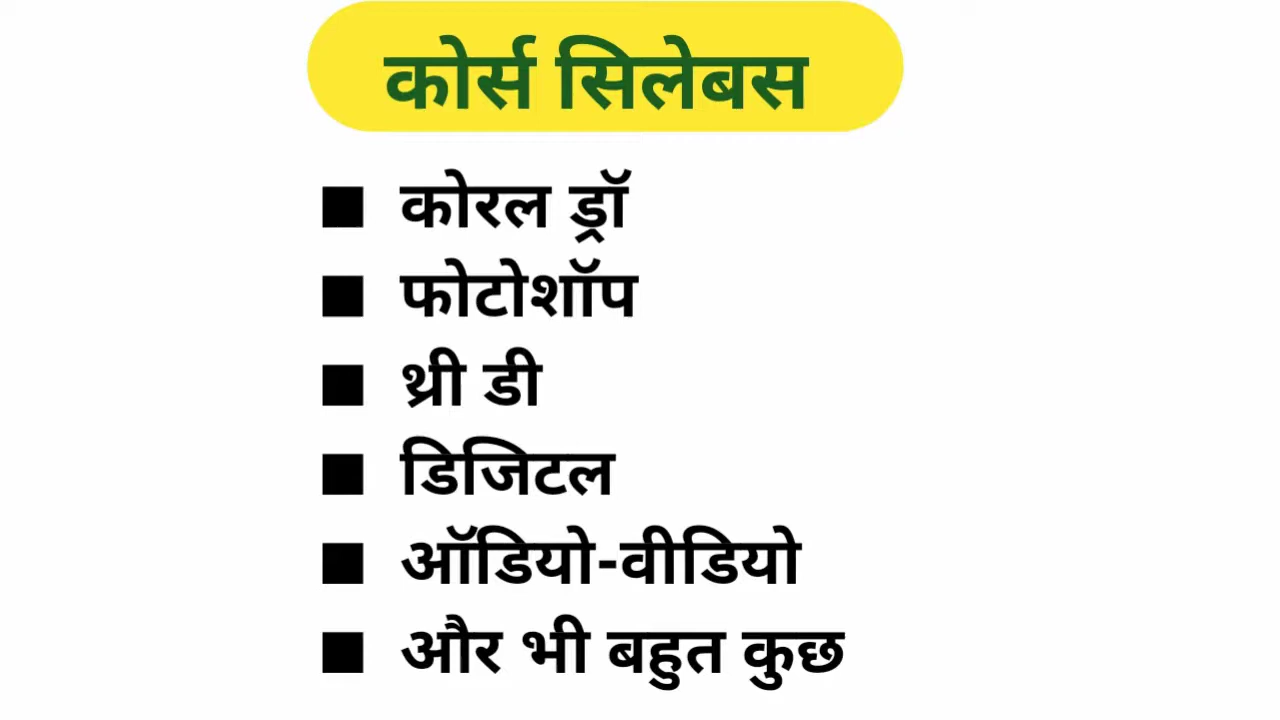 कोर्स सिलेबस
■ कोरल ड्रॉ
■ फोटोशॉप
■ थ्री डी
■ डिजिटल
■ ऑडियो-वीडियो
■ और भी बहुत कुछ